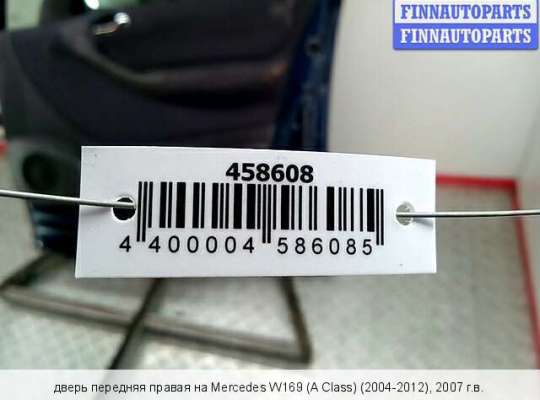 FINNAUTOPARTS
FINNAUTOPARTS
458608
4 400004 586085
дверь передняя правая на Mercedes W169 (A Class) (2004-2012), 2007 г.в.